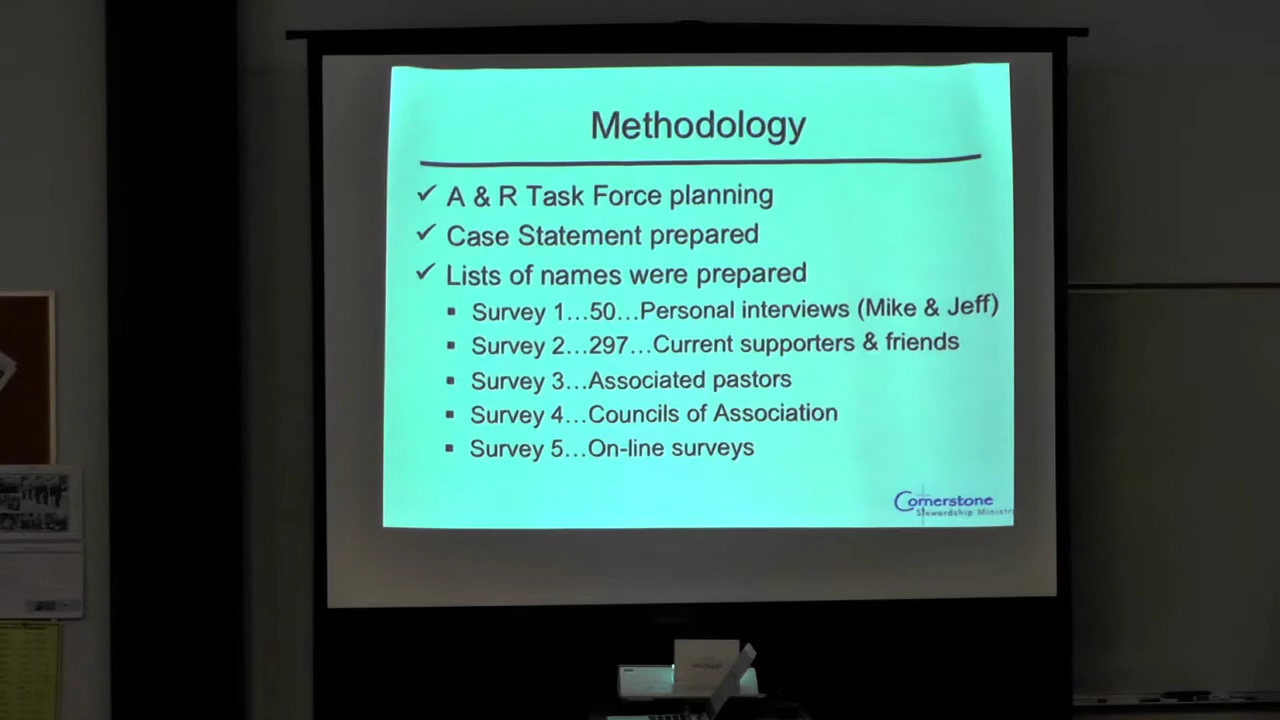 Methodology
✓ A & R Task Force planning
✓ Case Statement prepared
✓ Lists of names were prepared
▪ Survey 1…50…Personal interviews (Mike & Jeff)
▪ Survey 2…297…Current supporters & friends
▪ Survey 3…Associated pastors
▪ Survey 4…Councils of Association
▪ Survey 5…On-line surveys
Cornerstone
Stewardship Ministr